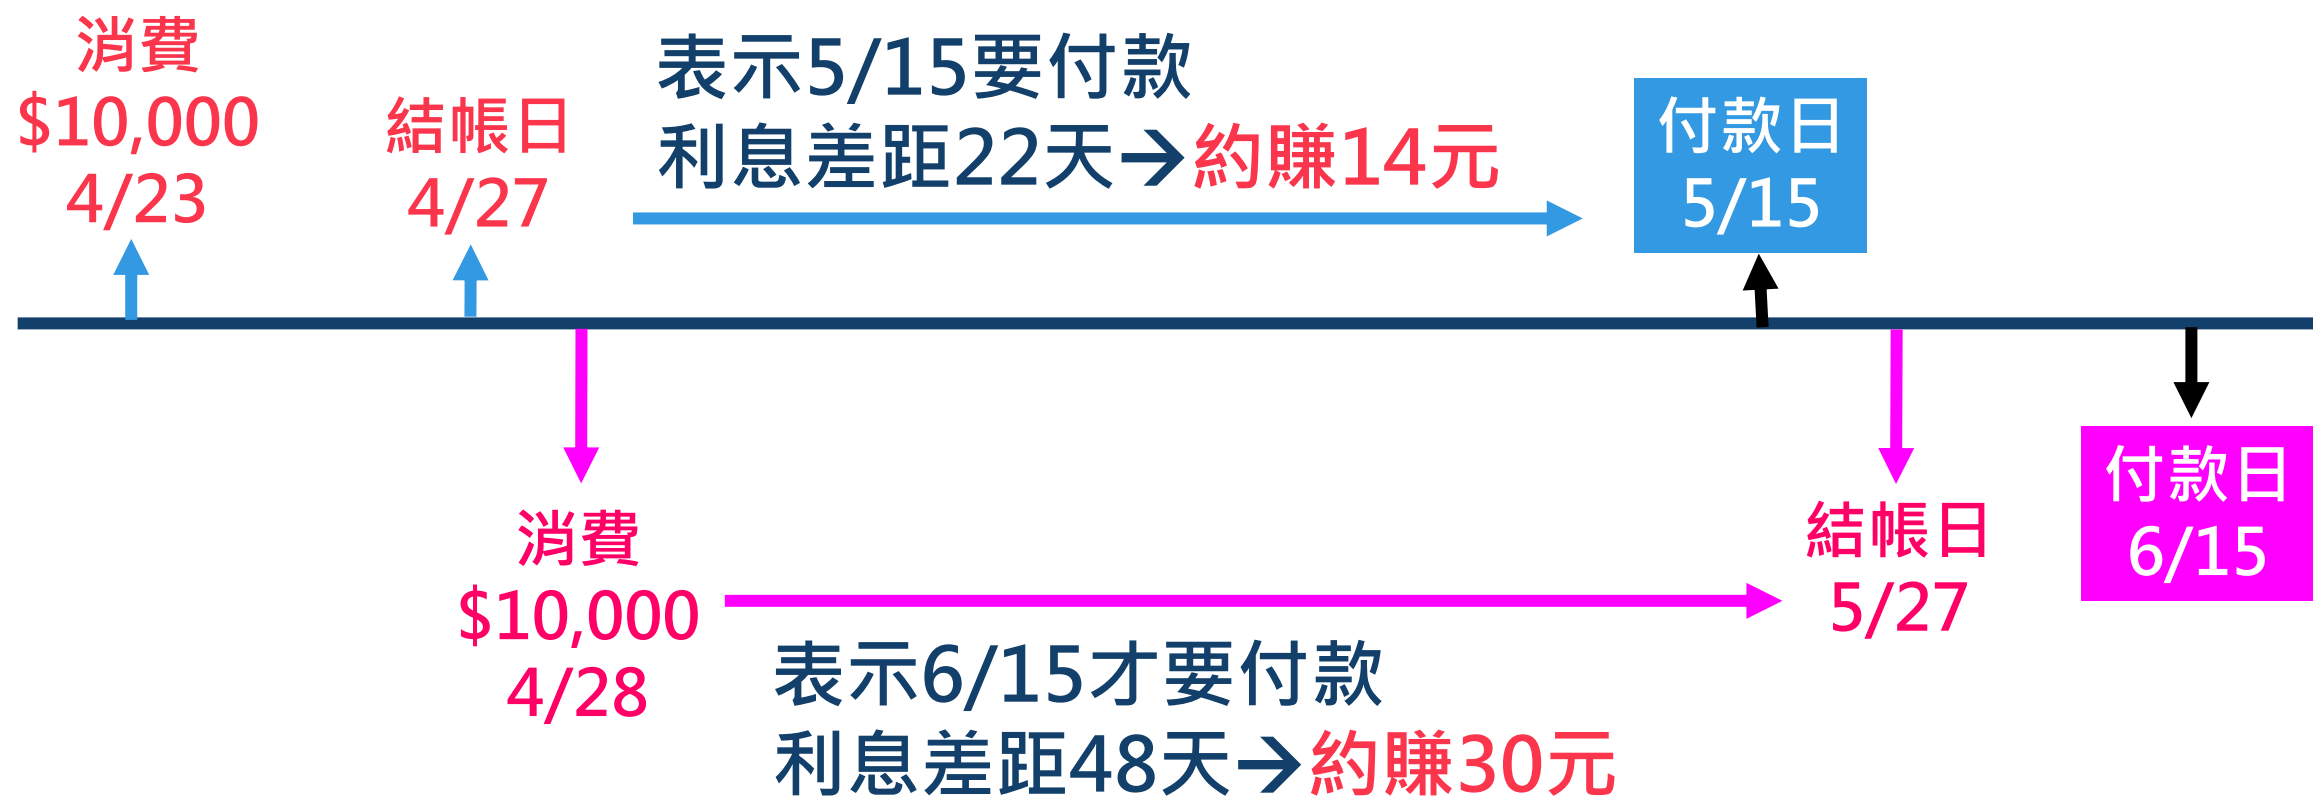 消費
$10,000
4/23
結帳日
4/27
表示5/15要付款
利息差距22天→約賺14元
付款日
5/15
消費
$10,000
4/28
表示6/15才要付款
利息差距48天→約賺30元
結帳日
5/27
付款日
6/15